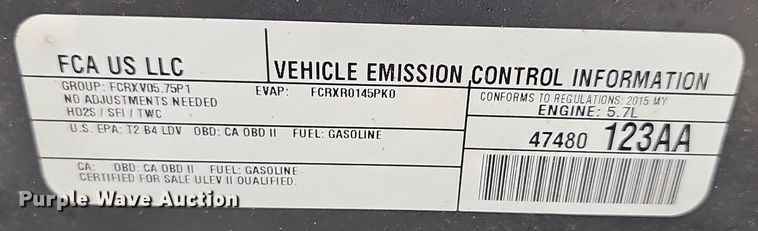 FCA US LLC
VEHICLE EMISSION CONTROL INFORMATION
GROUP: FCRXV05.75P1 EVAP: FCRXR0145PK0
NO ADJUSTMENTS NEEDED
HO2S / SFI / TWC
CONFORMS TO REGULATIONS: 2015 MY
ENGINE: 5.7L
U.S. EPA: T2 B4 LDV OBD: CA OBD II FUEL: GASOLINE
47480 123AA
CA: OBD: CA OBD II FUEL: GASOLINE
CERTIFIED FOR SALE ULEV II QUALIFIED.
Purple Wave Auction